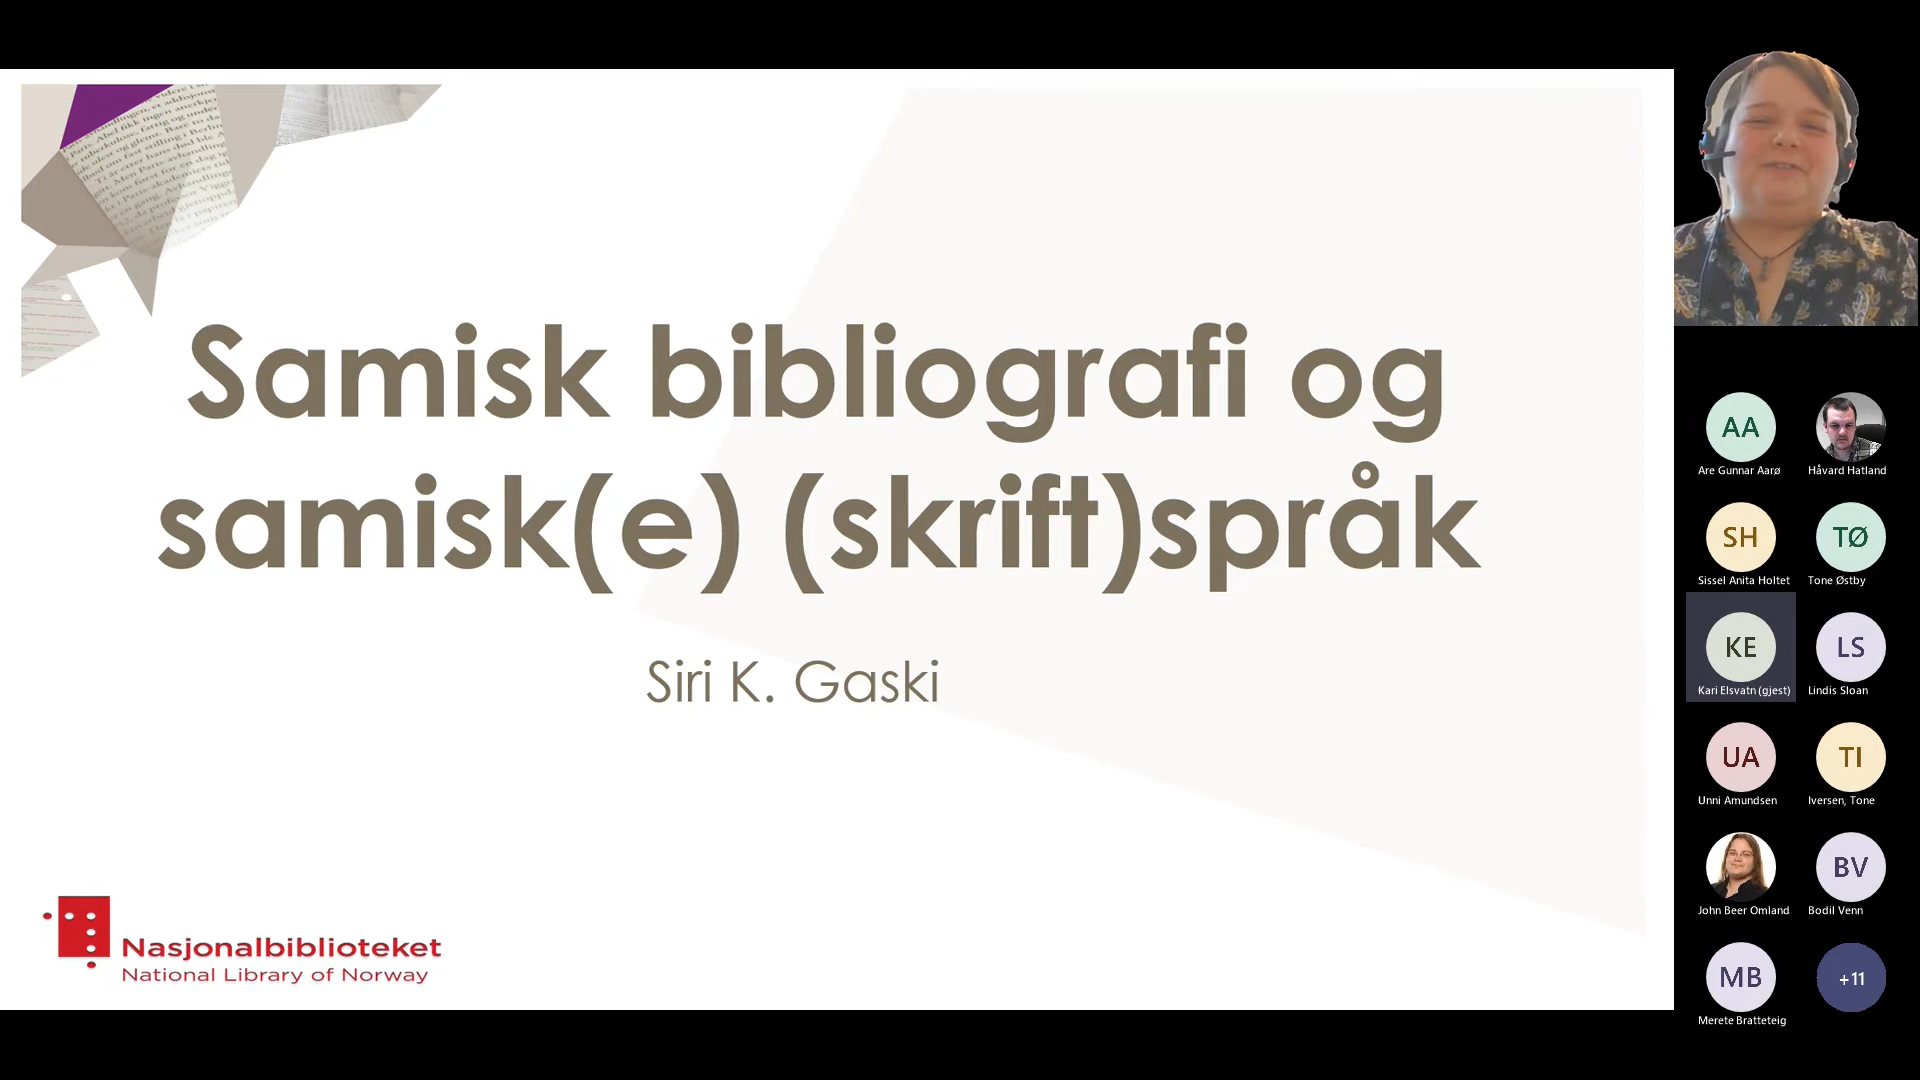 Samisk bibliografi og
samisk(e) (skrift)språk
Siri K. Gaski
Nasjonalbiblioteket
National Library of Norway
AA
Are Gunnar Aarø
Håvard Hatland
SH
Sissel Anita Holtet
TØ
Tone Østby
KE
Kari Elsvatn (gjest)
LS
Lindis Sloan
UA
Unni Amundsen
TI
Iversen, Tone
John Beer Omland
BV
Bodil Venn
MB
Merete Bratteteig
+11